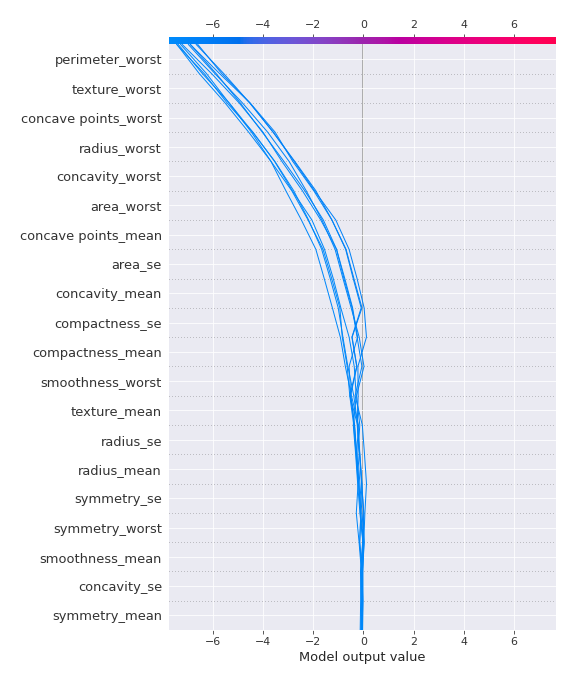 −6 −4 −2 0 2 4 6
perimeter_worst
texture_worst
concave points_worst
radius_worst
concavity_worst
area_worst
concave points_mean
area_se
concavity_mean
compactness_se
compactness_mean
smoothness_worst
texture_mean
radius_se
radius_mean
symmetry_se
symmetry_worst
smoothness_mean
concavity_se
symmetry_mean
−6 −4 −2 0 2 4 6
Model output value